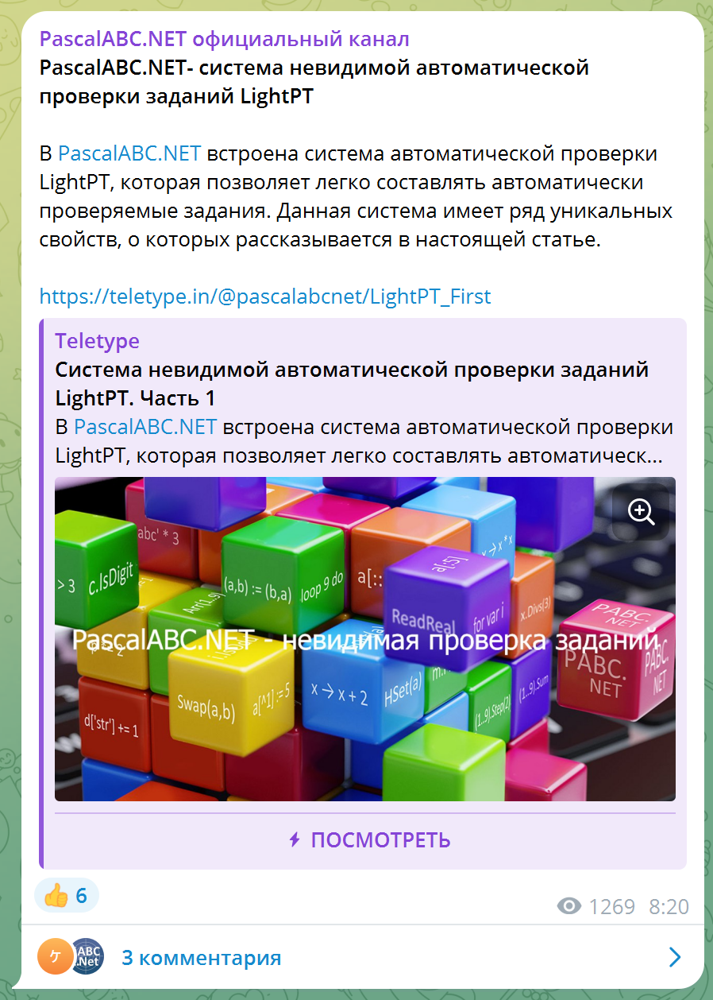 PascalABC.NET официальный канал
PascalABC.NET- система невидимой автоматической
проверки заданий LightPT
В PascalABC.NET встроена система автоматической проверки
LightPT, которая позволяет легко составлять автоматически
проверяемые задания. Данная система имеет ряд уникальных
свойств, о которых рассказывается в настоящей статье.
https://teletype.in/@pascalabcnet/LightPT_First
Teletype
Система невидимой автоматической проверки заданий
LightPT. Часть 1
В PascalABC.NET встроена система автоматической проверки
LightPT, которая позволяет легко составлять автоматическ...
abc' * 3
> 3
c.IsDigit
(a,b) := (b,a)
loop 9 do
a[::
a[:5]
x.Divs(3)
ReadReal
for var i
PABC.
NET
PascalABC.NET - невидимая проверка заданий.
PABC.
NET
PABC.
NET
Swap(a,b)
a[^1] := 5
x → x + 2
HSet(a)
(1..9).Step(2)
(1..9).Sum
d['str'] += 1
ПОСМОТРЕТЬ
6
1269 8:20
ケ
ABC
.Net
3 комментария